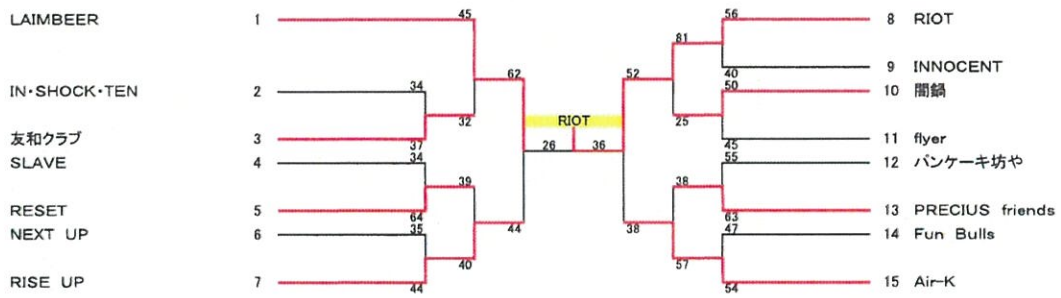 LAIMBEER 1 45 56 8 RIOT
81
62 52 40 9 INNOCENT
IN・SHOCK・TEN 2 34 50 10 闇鍋
32 RIOT 25
友和クラブ 3 37 45 11 flyer
SLAVE 4 34 26 36 55 12 パンケーキ坊や
39 38
RESET 5 64 63 13 PRECIUS friends
NEXT UP 6 35 44 38 47 14 Fun Bulls
40 57
RISE UP 7 44 54 15 Air-K